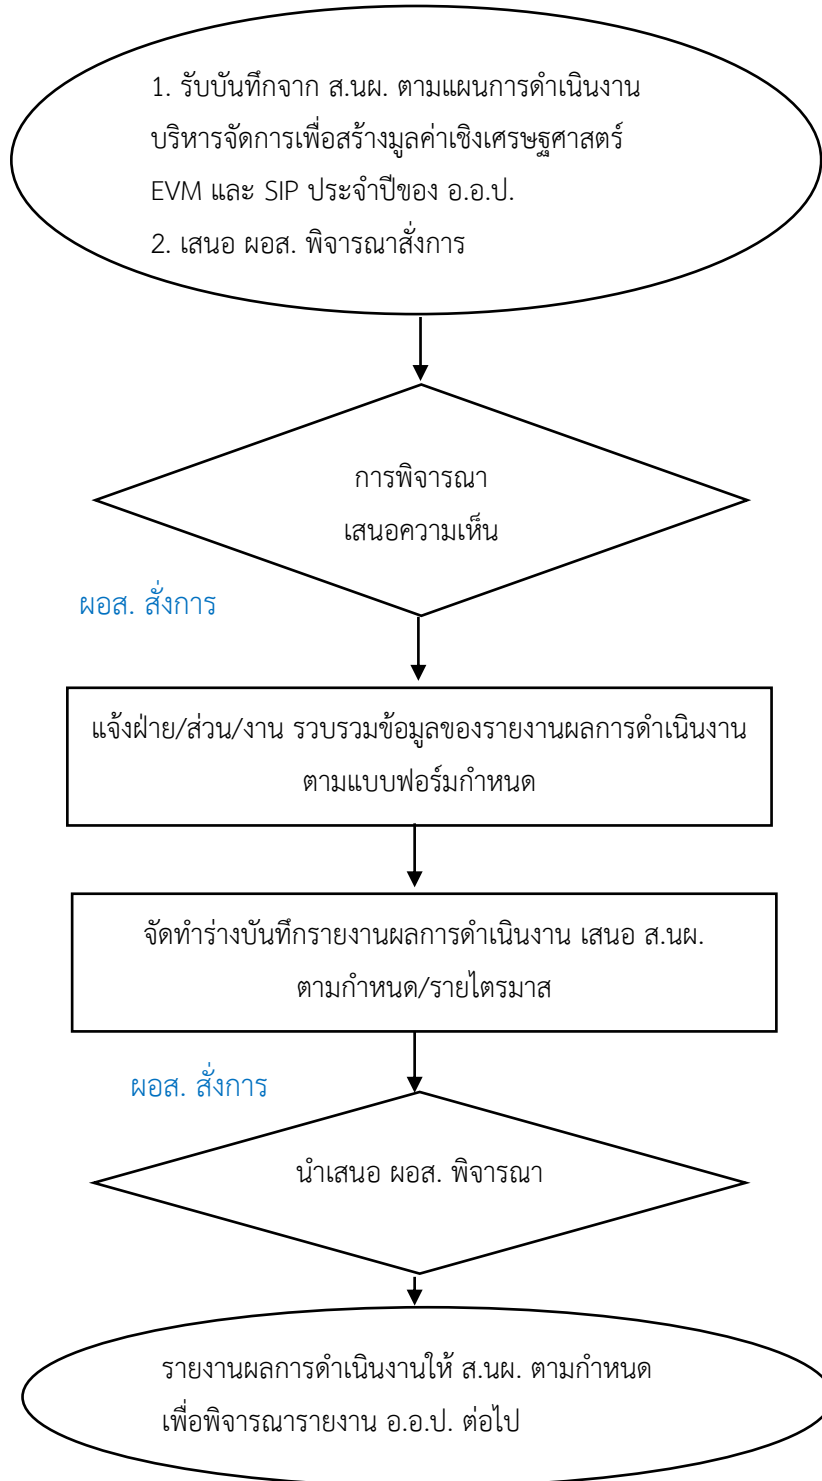 1. รับบันทึกจาก ส.นผ. ตามแผนการดำเนินงาน
บริหารจัดการเพื่อสร้างมูลค่าเชิงเศรษฐศาสตร์
EVM และ SIP ประจำปีของ อ.อ.ป.
2. เสนอ ผอส. พิจารณาสั่งการ
การพิจารณา
เสนอความเห็น
ผอส. สั่งการ
แจ้งฝ่าย/ส่วน/งาน รวบรวมข้อมูลของรายงานผลการดำเนินงาน
ตามแบบฟอร์มกำหนด
จัดทำร่างบันทึกรายงานผลการดำเนินงาน เสนอ ส.นผ.
ตามกำหนด/รายไตรมาส
ผอส. สั่งการ
นำเสนอ ผอส. พิจารณา
รายงานผลการดำเนินงานให้ ส.นผ. ตามกำหนด
เพื่อพิจารณารายงาน อ.อ.ป. ต่อไป